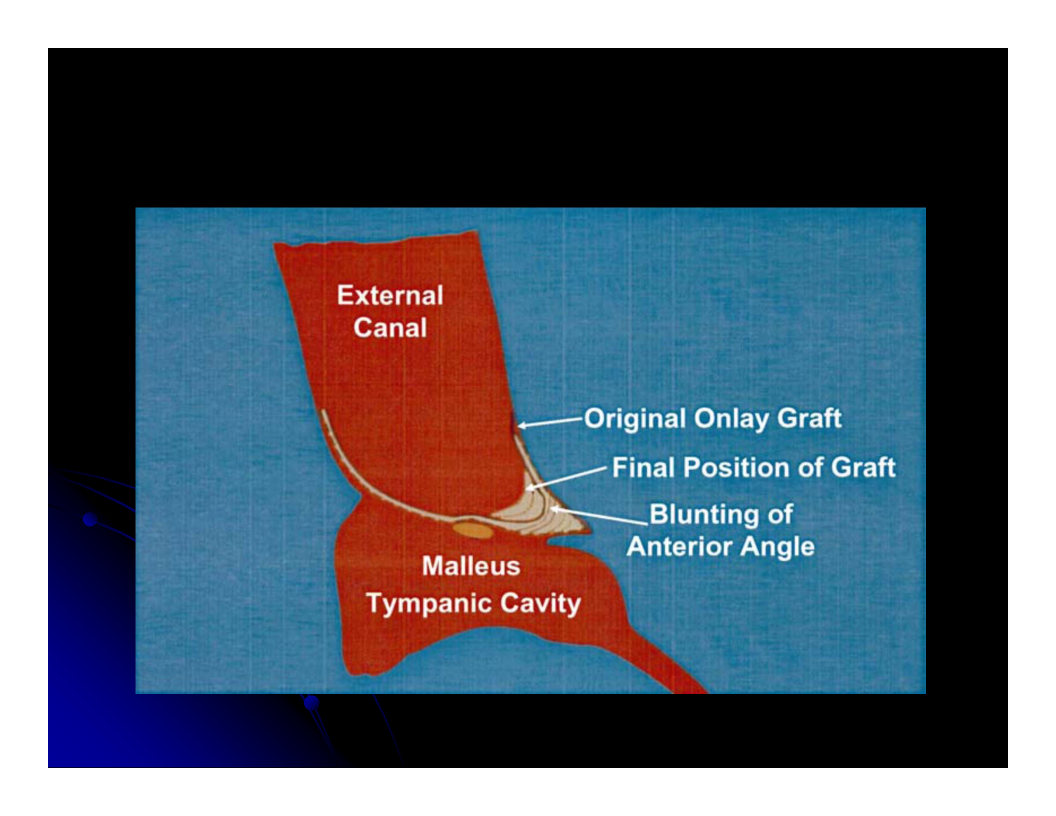 External
Canal
Original Onlay Graft
Final Position of Graft
Blunting of
Anterior Angle
Malleus
Tympanic Cavity